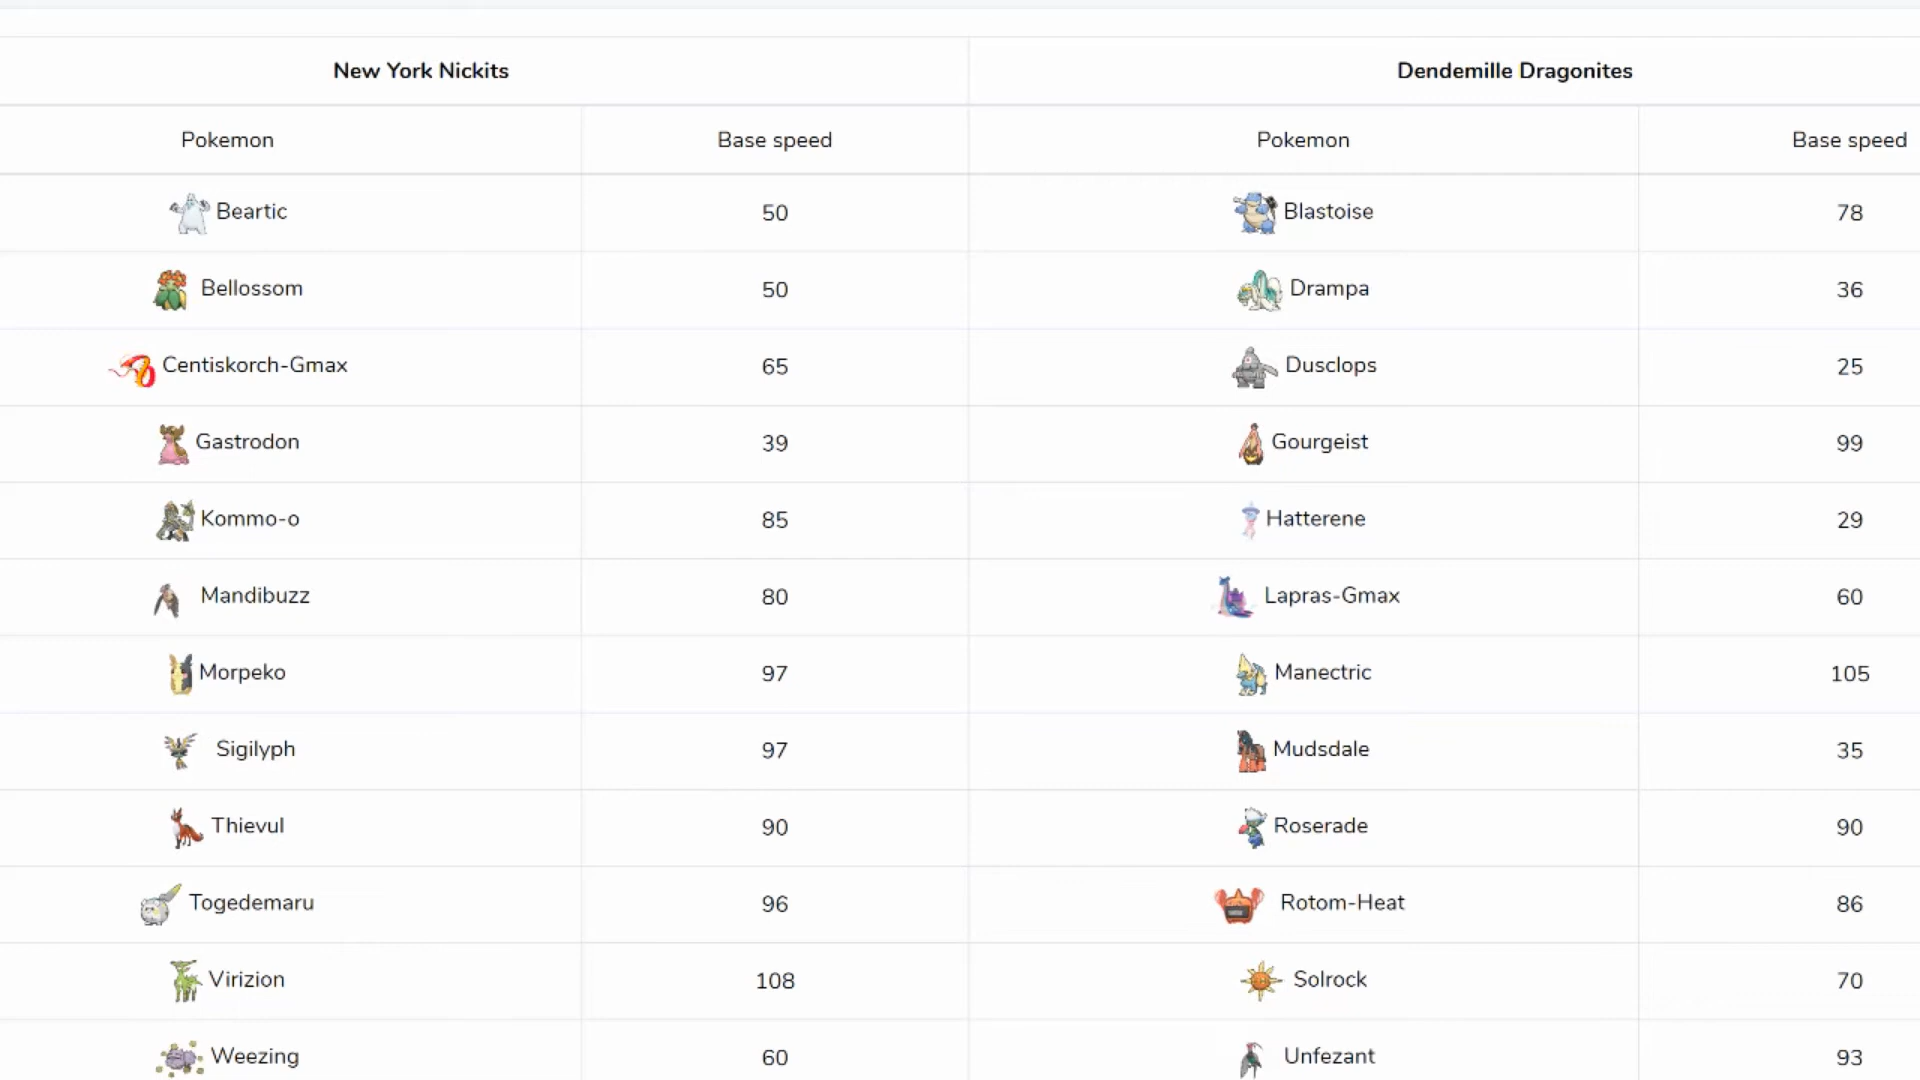 New York Nickits Dendemille Dragonites
Pokemon Base speed Pokemon Base speed
Beartic 50 Blastoise 78
Bellossom 50 Drampa 36
Centiskorch-Gmax 65 Dusclops 25
Gastrodon 39 Gourgeist 99
Kommo-o 85 Hatterene 29
Mandibuzz 80 Lapras-Gmax 60
Morpeko 97 Manectric 105
Sigilyph 97 Mudsdale 35
Thievul 90 Roserade 90
Togedemaru 96 Rotom-Heat 86
Virizion 108 Solrock 70
Weezing 60 Unfezant 93